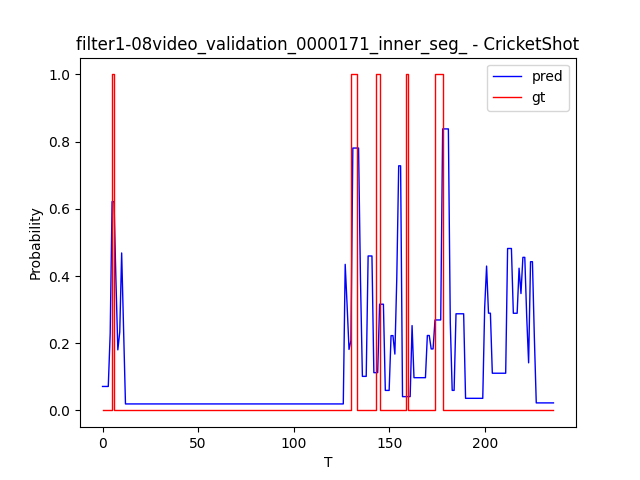 filter1-08video_validation_0000171_inner_seg_ - CricketShot
1.0
0.8
0.6
0.4
0.2
0.0
Probability
0
50
100
150
200
T
pred
gt